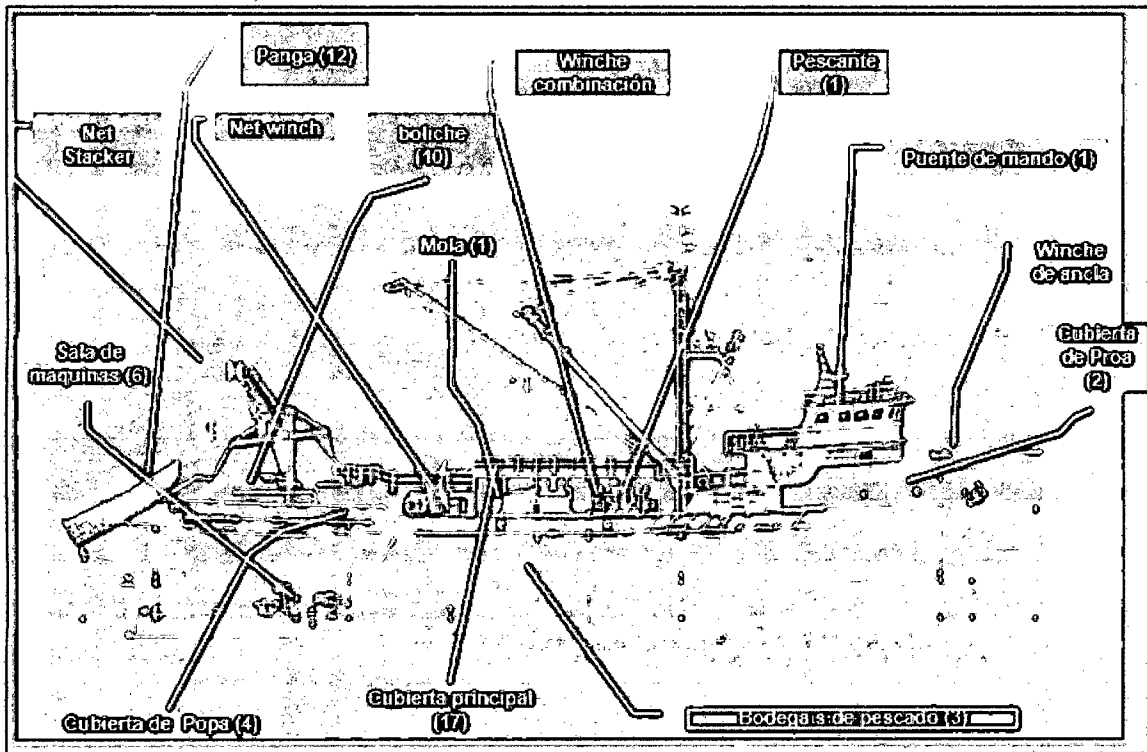 Panga (12)
Winche
combinación
Pescante
(1)
Net
Stacker
Net winch
boliche
(10)
Puente de mando (1)
Mola (1)
Winche
de ancla
Sala de
maquinas (6)
Cubierta
de Proa
(2)
Cubierta de Popa (4)
Cubierta principal
(17)
Bodegas de pescado (3)